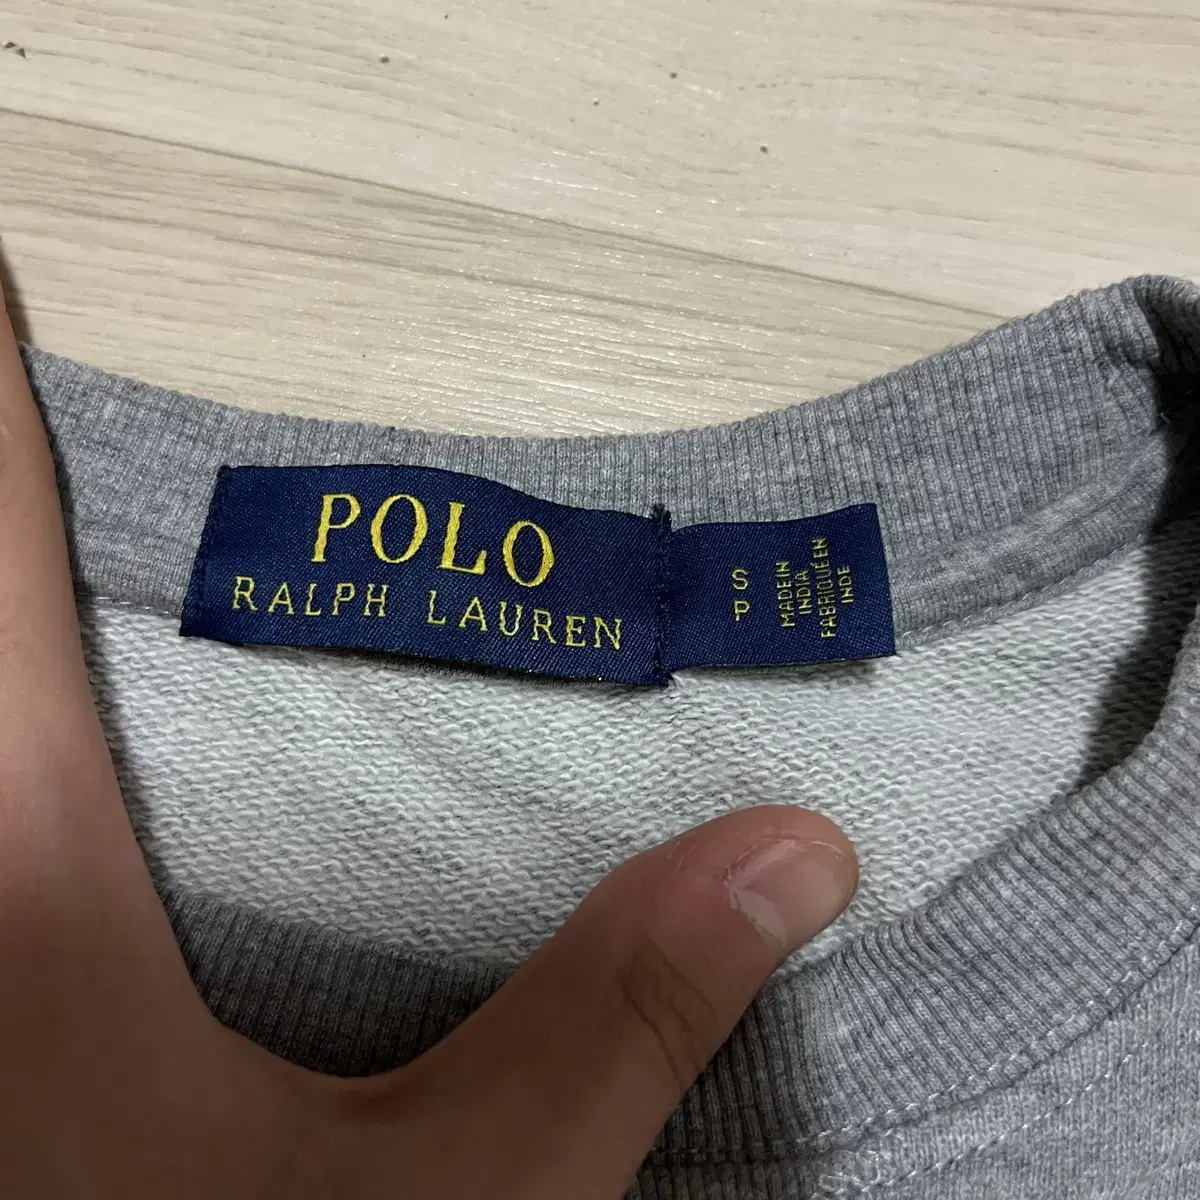 POLO
RALPH LAUREN
S
P
MADE IN
INDIA
FABRIQUÉ EN
INDE